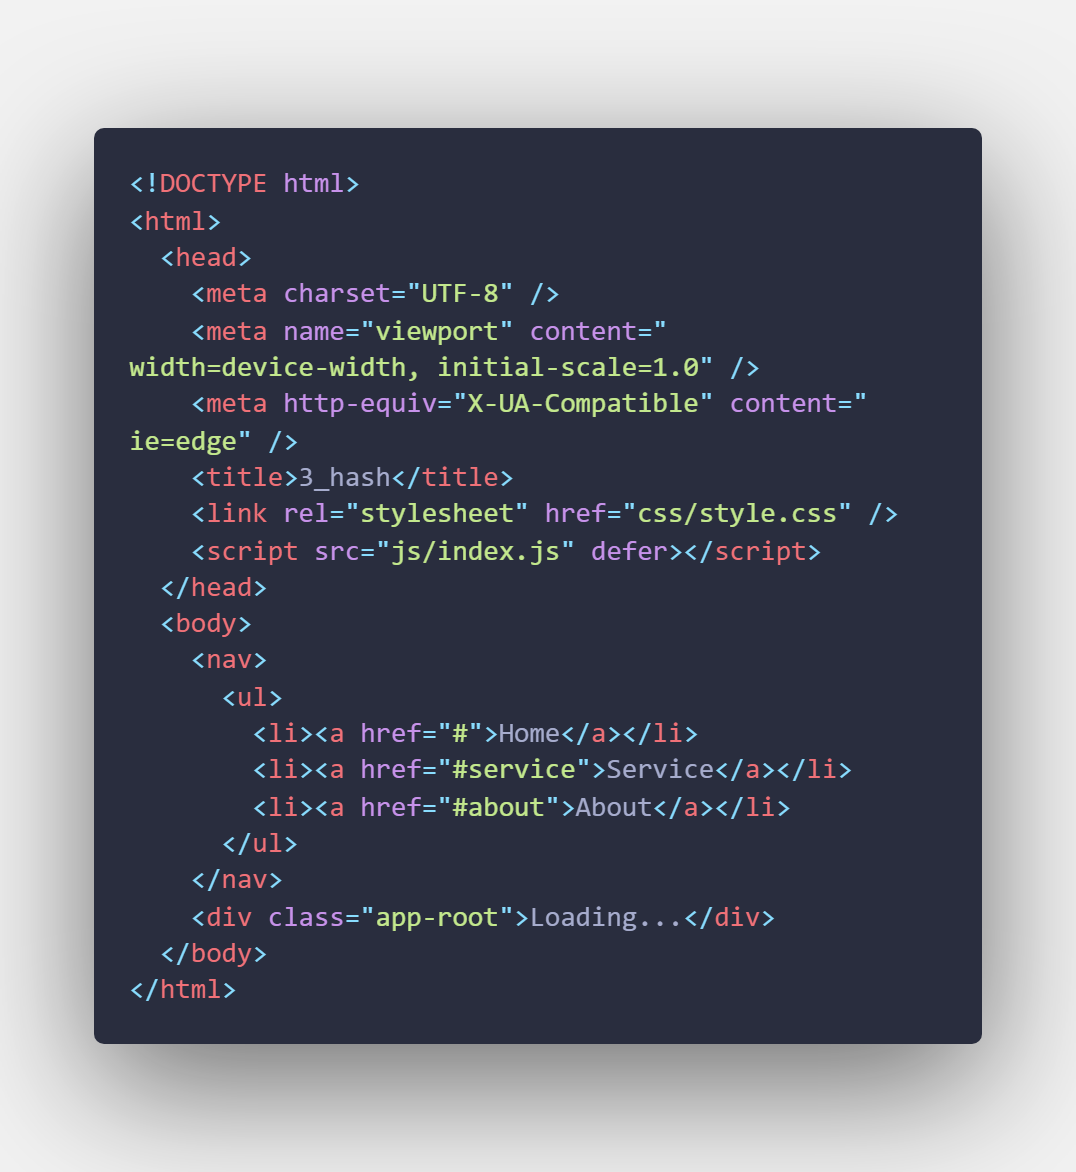 <!DOCTYPE html>
<html>
  <head>
    <meta charset="UTF-8" />
    <meta name="viewport" content="
width=device-width, initial-scale=1.0" />
    <meta http-equiv="X-UA-Compatible" content="
ie=edge" />
    <title>3_hash</title>
    <link rel="stylesheet" href="css/style.css" />
    <script src="js/index.js" defer></script>
  </head>
  <body>
    <nav>
      <ul>
        <li><a href="#">Home</a></li>
        <li><a href="#service">Service</a></li>
        <li><a href="#about">About</a></li>
      </ul>
    </nav>
    <div class="app-root">Loading...</div>
  </body>
</html>